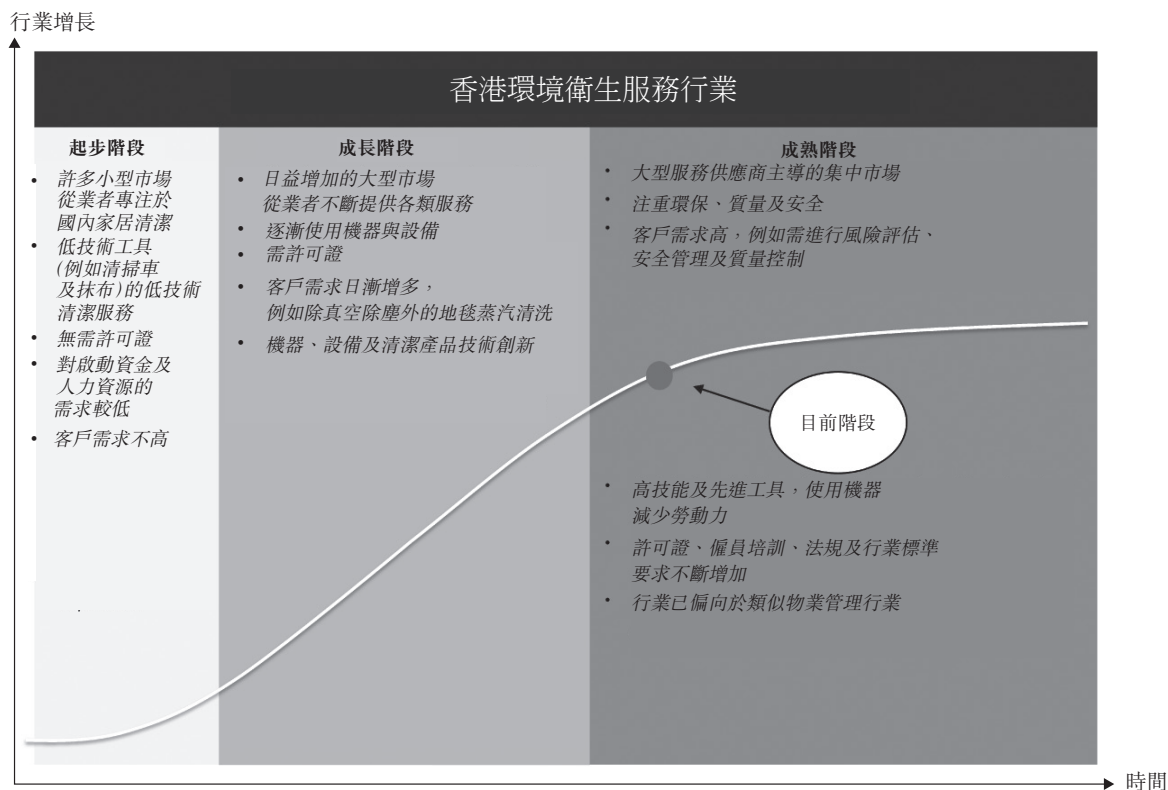 行業增長
香港環境衛生服務行業
起步階段
• 許多小型市場
從業者專注於
國內家居清潔
• 低技術工具
(例如清掃車
及抹布)的低技術
清潔服務
• 無需許可證
• 對啟動資金及
人力資源的
需求較低
• 客戶需求不高
成長階段
• 日益增加的大型市場
從業者不斷提供各類服務
• 逐漸使用機器與設備
• 需許可證
• 客戶需求日漸增多，
例如除真空除塵外的地毯蒸汽清洗
• 機器、設備及清潔產品技術創新
成熟階段
• 大型服務供應商主導的集中市場
• 注重環保、質量及安全
• 客戶需求高，例如需進行風險評估、
安全管理及質量控制
目前階段
• 高技能及先進工具，使用機器
減少勞動力
• 許可證、僱員培訓、法規及行業標準
要求不斷增加
• 行業已偏向於類似物業管理行業
時間